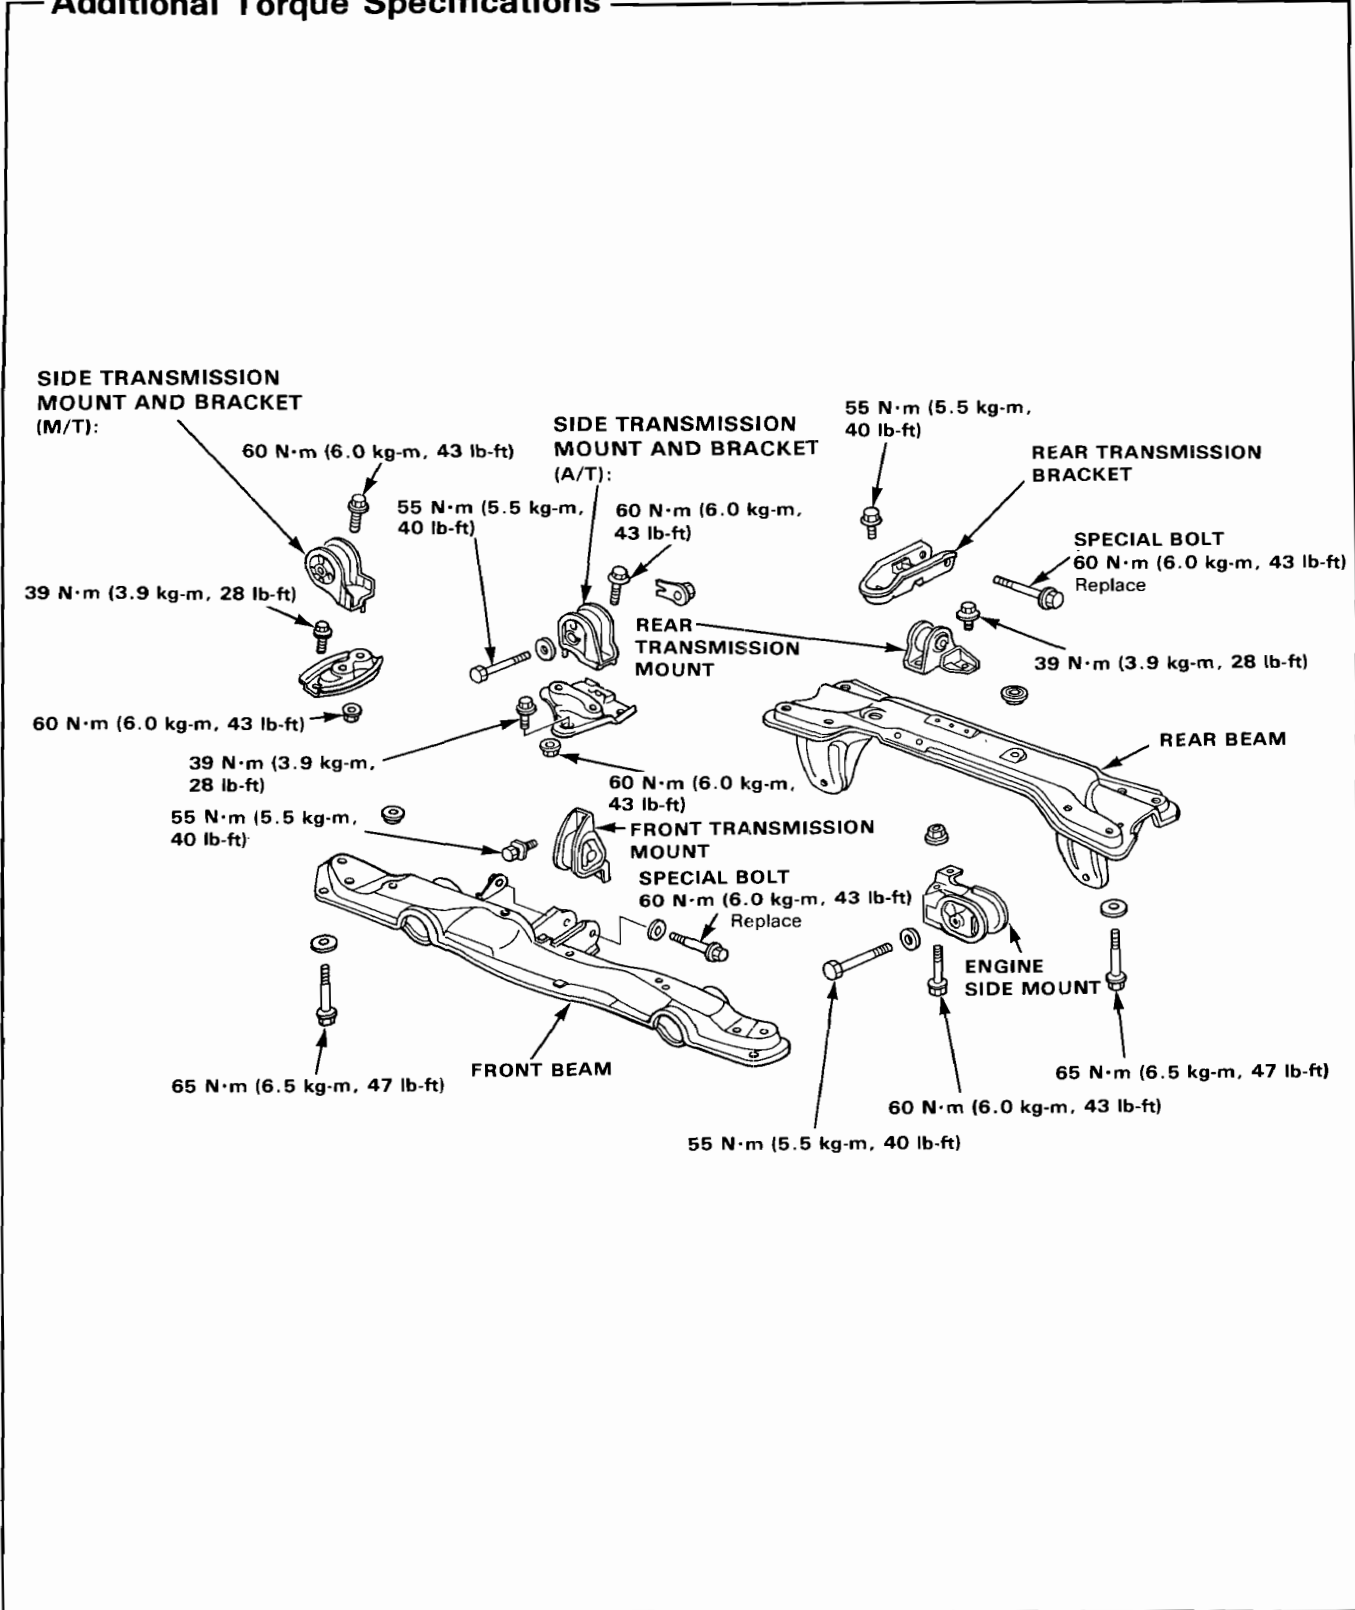 Additional Torque Specifications
SIDE TRANSMISSION
MOUNT AND BRACKET
(M/T):
60 N·m (6.0 kg-m, 43 lb-ft)
39 N·m (3.9 kg-m, 28 lb-ft)
60 N·m (6.0 kg-m, 43 lb-ft)
SIDE TRANSMISSION
MOUNT AND BRACKET
(A/T):
55 N·m (5.5 kg-m,
40 lb-ft)
60 N·m (6.0 kg-m,
43 lb-ft)
39 N·m (3.9 kg-m,
28 lb-ft)
60 N·m (6.0 kg-m,
43 lb-ft)
55 N·m (5.5 kg-m,
40 lb-ft)
REAR TRANSMISSION
BRACKET
SPECIAL BOLT
60 N·m (6.0 kg-m, 43 lb-ft)
Replace
REAR
TRANSMISSION
MOUNT
39 N·m (3.9 kg-m, 28 lb-ft)
REAR BEAM
55 N·m (5.5 kg-m,
40 lb-ft)
FRONT TRANSMISSION
MOUNT
SPECIAL BOLT
60 N·m (6.0 kg-m, 43 lb-ft)
Replace
ENGINE
SIDE MOUNT
FRONT BEAM
65 N·m (6.5 kg-m, 47 lb-ft)
65 N·m (6.5 kg-m, 47 lb-ft)
60 N·m (6.0 kg-m, 43 lb-ft)
55 N·m (5.5 kg-m, 40 lb-ft)